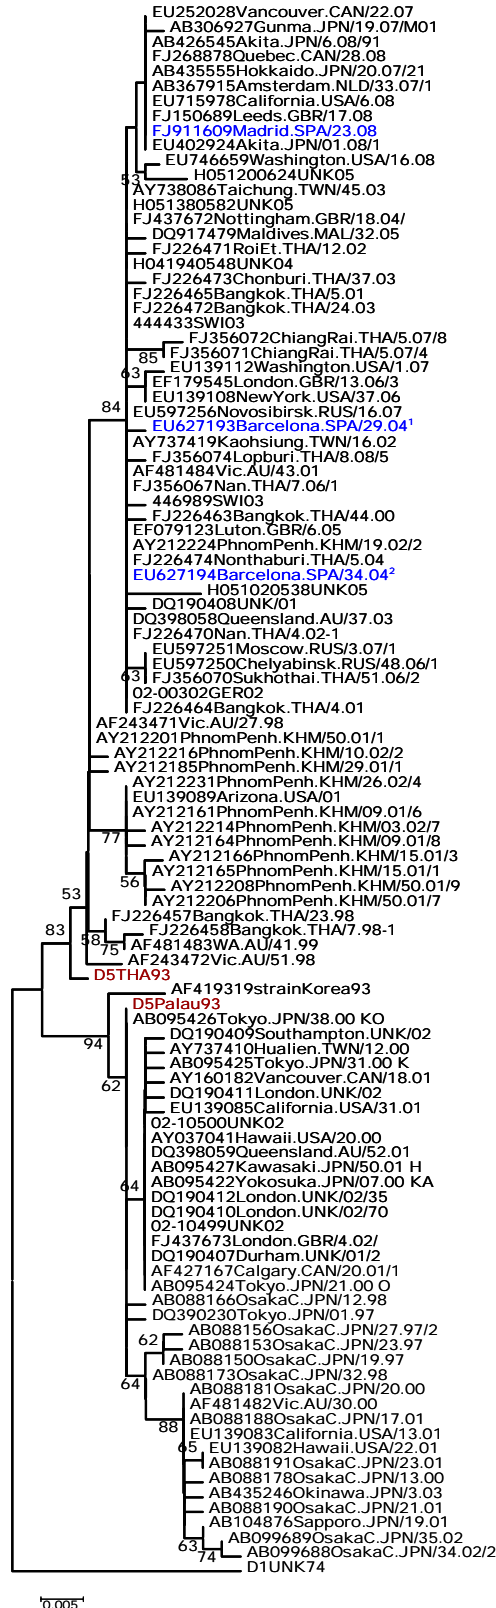 EU252028Vancouver.CAN/22.07
AB306927Gunma.JPN/19.07/M01
AB426545Akita.JPN/6.08/91
FJ268878Quebec.CAN/28.08
AB435555Hokkaido.JPN/20.07/21
AB367915Amsterdam.NLD/33.07/1
EU715978California.USA/6.08
FJ150689Leeds.GBR/17.08
FJ911609Madrid.SPA/23.08
EU402924Akita.JPN/01.08/1
EU746659Washington.USA/16.08
H051200624UNK05
53
AY738086Taichung.TWN/45.03
H051380582UNK05
FJ437672Nottingham.GBR/18.04/
DQ917479Maldives.MAL/32.05
FJ226471RoiEt.THA/12.02
H041940548UNK04
FJ226473Chonburi.THA/37.03
FJ226465Bangkok.THA/5.01
FJ226472Bangkok.THA/24.03
444433SWI03
FJ356072ChiangRai.THA/5.07/8
85
FJ356071ChiangRai.THA/5.07/4
EU139112Washington.USA/1.07
63
EF179545London.GBR/13.06/3
EU139108NewYork.USA/37.06
84
EU597256Novosibirsk.RUS/16.07
EU627193Barcelona.SPA/29.04¹
AY737419Kaohsiung.TWN/16.02
FJ356074Lopburi.THA/8.08/5
AF481484Vic.AU/43.01
FJ356067Nan.THA/7.06/1
446989SWI03
FJ226463Bangkok.THA/44.00
EF079123Luton.GBR/6.05
AY212224PhnomPenh.KHM/19.02/2
FJ226474Nonthaburi.THA/5.04
EU627194Barcelona.SPA/34.04²
H051020538UNK05
DQ190408UNK/01
DQ398058Queensland.AU/37.03
FJ226470Nan.THA/4.02-1
EU597251Moscow.RUS/3.07/1
EU597250Chelyabinsk.RUS/48.06/1
63
FJ356070Sukhothai.THA/51.06/2
02-00302GER02
FJ226464Bangkok.THA/4.01
AF243471Vic.AU/27.98
AY212201PhnomPenh.KHM/50.01/1
AY212216PhnomPenh.KHM/10.02/2
AY212185PhnomPenh.KHM/29.01/1
AY212231PhnomPenh.KHM/26.02/4
EU139089Arizona.USA/01
AY212161PhnomPenh.KHM/09.01/6
AY212214PhnomPenh.KHM/03.02/7
77
AY212164PhnomPenh.KHM/09.01/8
AY212166PhnomPenh.KHM/15.01/3
AY212165PhnomPenh.KHM/15.01/1
56
AY212208PhnomPenh.KHM/50.01/9
53
AY212206PhnomPenh.KHM/50.01/7
FJ226457Bangkok.THA/23.98
83
FJ226458Bangkok.THA/7.98-1
58
75
AF481483WA.AU/41.99
AF243472Vic.AU/51.98
D5THA93
AF419319strainKorea93
D5Palau93
AB095426Tokyo.JPN/38.00 KO
DQ190409Southampton.UNK/02
94
AY737410Hualien.TWN/12.00
AB095425Tokyo.JPN/31.00 K
AY160182Vancouver.CAN/18.01
62
DQ190411London.UNK/02
EU139085California.USA/31.01
02-10500UNK02
AY037041Hawaii.USA/20.00
DQ398059Queensland.AU/52.01
AB095427Kawasaki.JPN/50.01 H
AB095422Yokosuka.JPN/07.00 KA
64
DQ190412London.UNK/02/35
DQ190410London.UNK/02/70
02-10499UNK02
FJ437673London.GBR/4.02/
DQ190407Durham.UNK/01/2
AF427167Calgary.CAN/20.01/1
AB095424Tokyo.JPN/21.00 O
AB088166OsakaC.JPN/12.98
DQ390230Tokyo.JPN/01.97
AB088156OsakaC.JPN/27.97/2
62
AB088153OsakaC.JPN/23.97
AB088150OsakaC.JPN/19.97
AB088173OsakaC.JPN/32.98
64
AB088181OsakaC.JPN/20.00
AF481482Vic.AU/30.00
AB088188OsakaC.JPN/17.01
88
EU139083California.USA/13.01
65
EU139082Hawaii.USA/22.01
AB088191OsakaC.JPN/23.01
AB088178OsakaC.JPN/13.00
AB435246Okinawa.JPN/3.03
AB088190OsakaC.JPN/21.01
AB104876Sapporo.JPN/19.01
AB099689OsakaC.JPN/35.02
63
74
AB099688OsakaC.JPN/34.02/2
D1UNK74
0.005